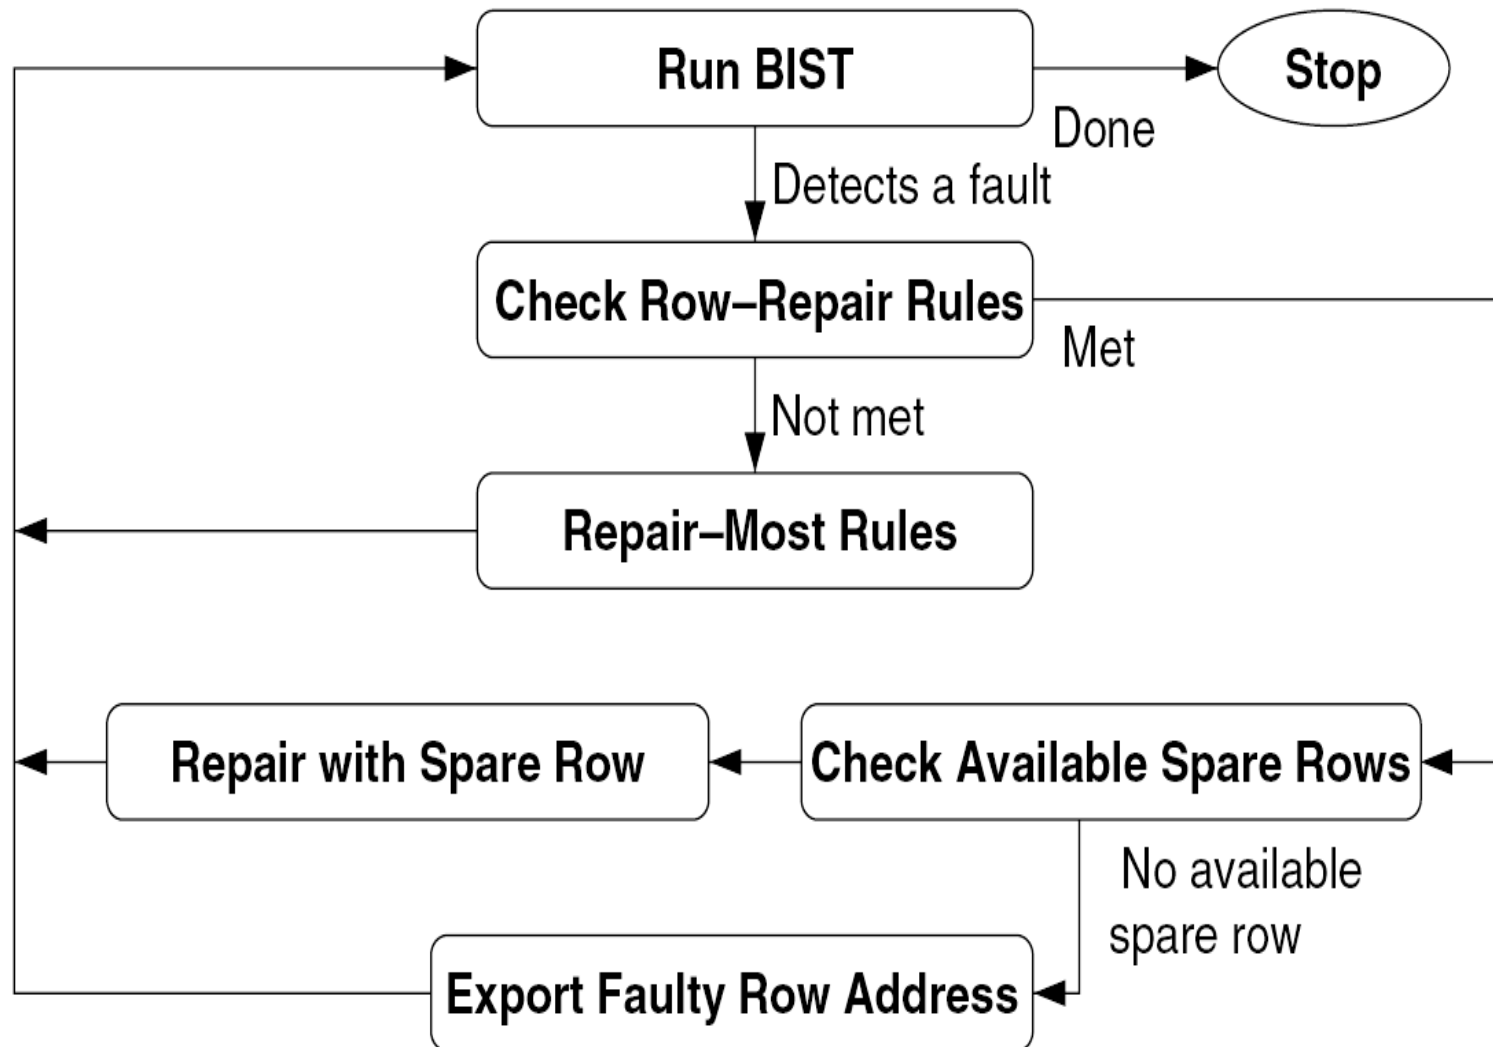 Run BIST
Stop
Done
Detects a fault
Check Row–Repair Rules
Met
Not met
Repair–Most Rules
Repair with Spare Row
Check Available Spare Rows
No available
spare row
Export Faulty Row Address